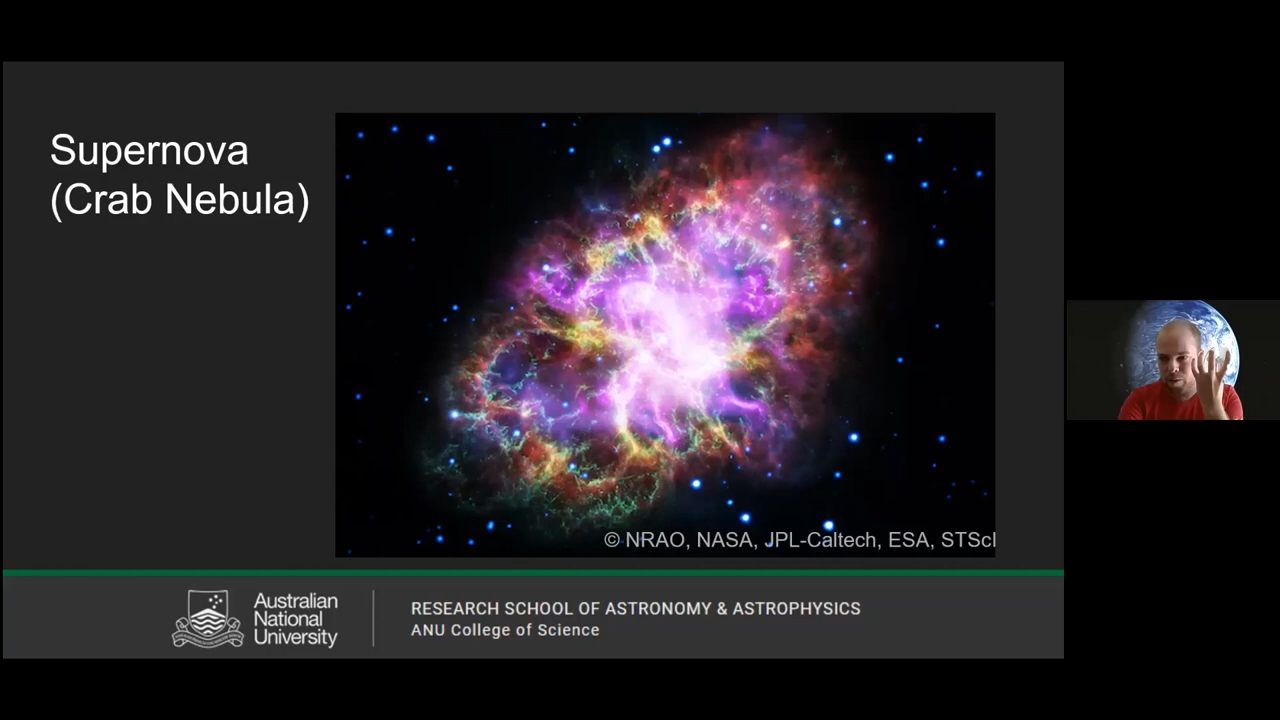 Supernova
(Crab Nebula)
© NRAO, NASA, JPL-Caltech, ESA, STScI
Australian
National
University
RESEARCH SCHOOL OF ASTRONOMY & ASTROPHYSICS
ANU College of Science